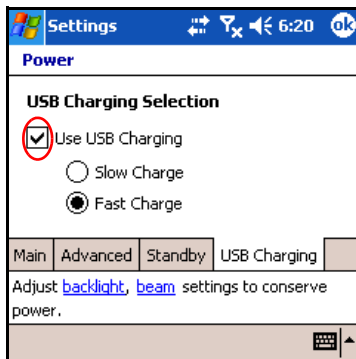 Settings 6:20 ok
Power
USB Charging Selection
Use USB Charging
Slow Charge
Fast Charge
Main Advanced Standby USB Charging
Adjust backlight, beam settings to conserve
power.